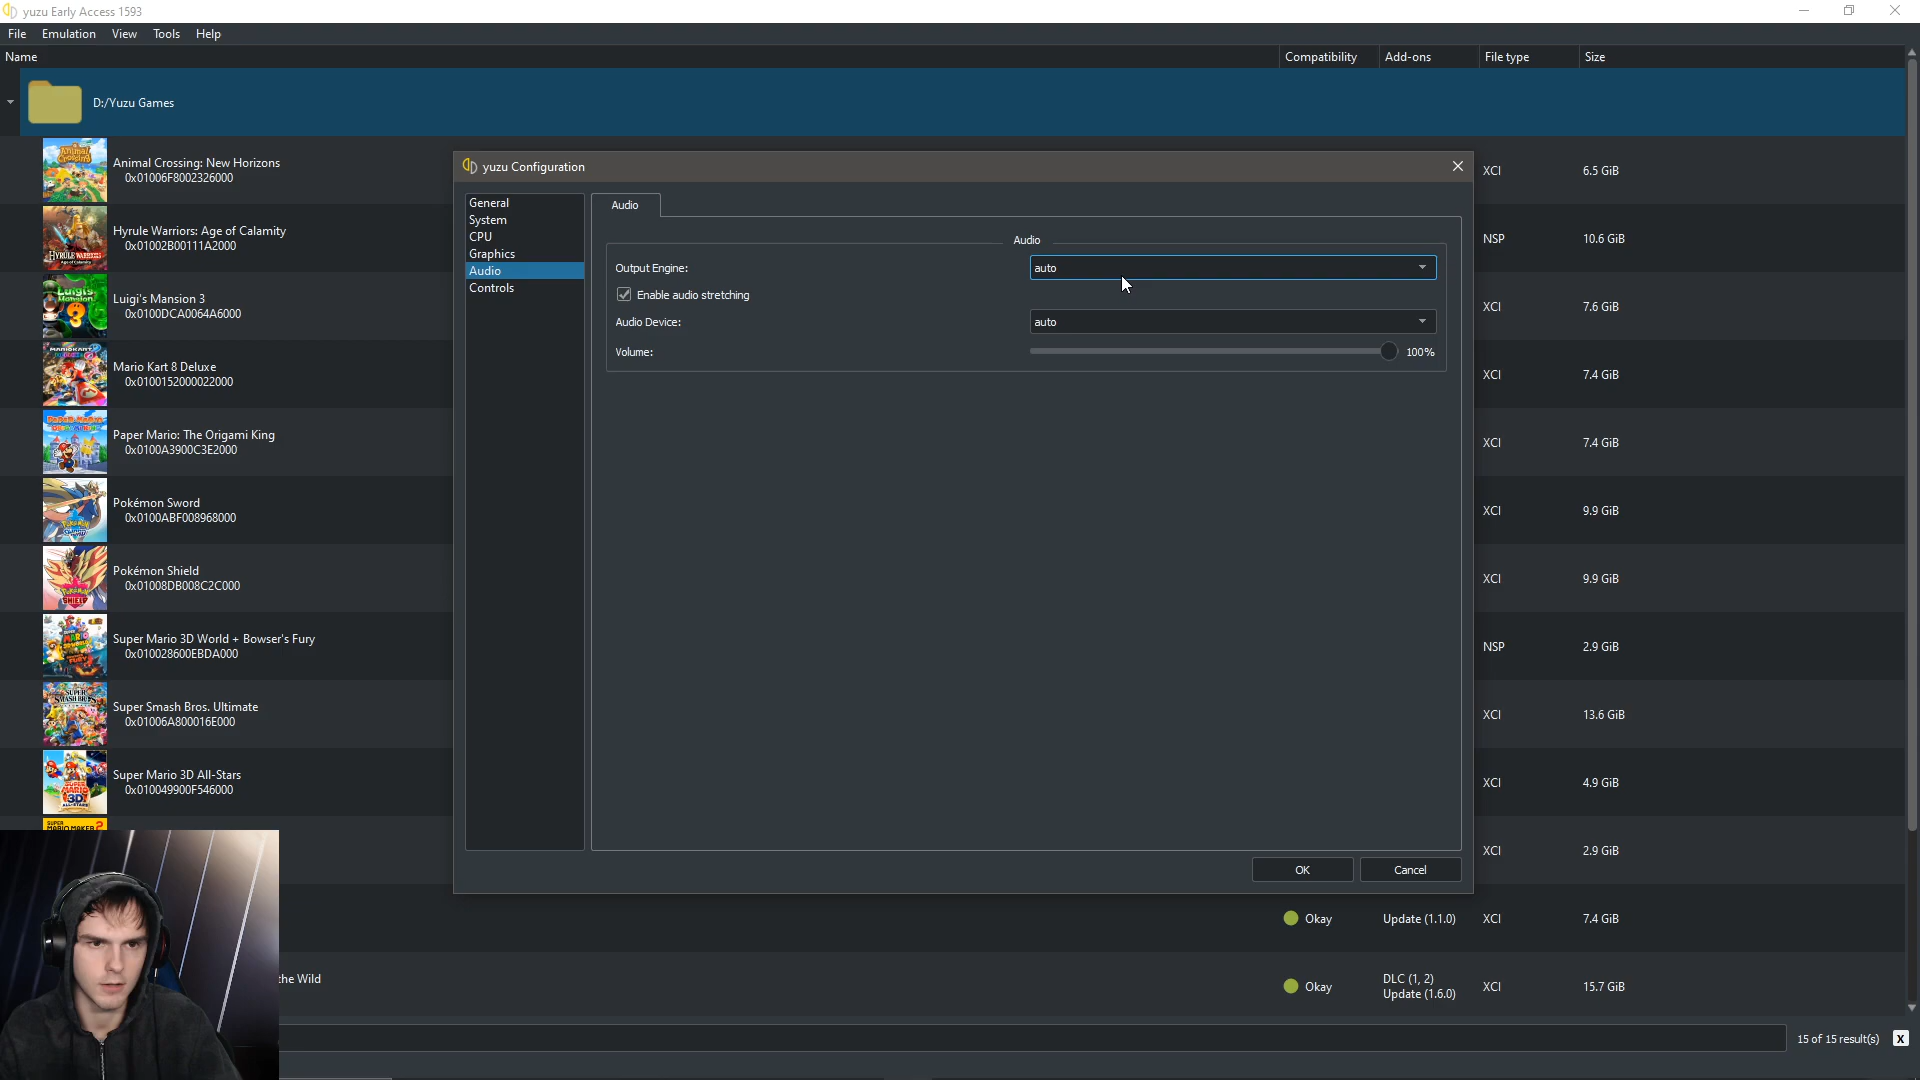 yuzu Early Access 1593
File Emulation View Tools Help
Name Compatibility Add-ons File type Size
D:/Yuzu Games
Animal Crossing: New Horizons
0x01006F8002326000
XCI 6.5 GiB
Hyrule Warriors: Age of Calamity
0x01002B00111A2000
NSP 10.6 GiB
Luigi's Mansion 3
0x0100DCA0064A6000
XCI 7.6 GiB
Mario Kart 8 Deluxe
0x0100152000022000
XCI 7.4 GiB
Paper Mario: The Origami King
0x0100A3900C3E2000
XCI 7.4 GiB
Pokémon Sword
0x0100ABF008968000
XCI 9.9 GiB
Pokémon Shield
0x01008DB008C2C000
XCI 9.9 GiB
Super Mario 3D World + Bowser's Fury
0x010028600EBDA000
NSP 2.9 GiB
Super Smash Bros. Ultimate
0x01006A800016E000
XCI 13.6 GiB
Super Mario 3D All-Stars
0x010049900F546000
XCI 4.9 GiB
XCI 2.9 GiB
Okay Update (1.1.0) XCI 7.4 GiB
the Wild
Okay DLC (1, 2)
Update (1.6.0)
XCI 15.7 GiB
15 of 15 result(s) X
yuzu Configuration
General
System
CPU
Graphics
Audio
Controls
Audio
Audio
Output Engine: auto
Enable audio stretching
Audio Device: auto
Volume: 100%
OK Cancel